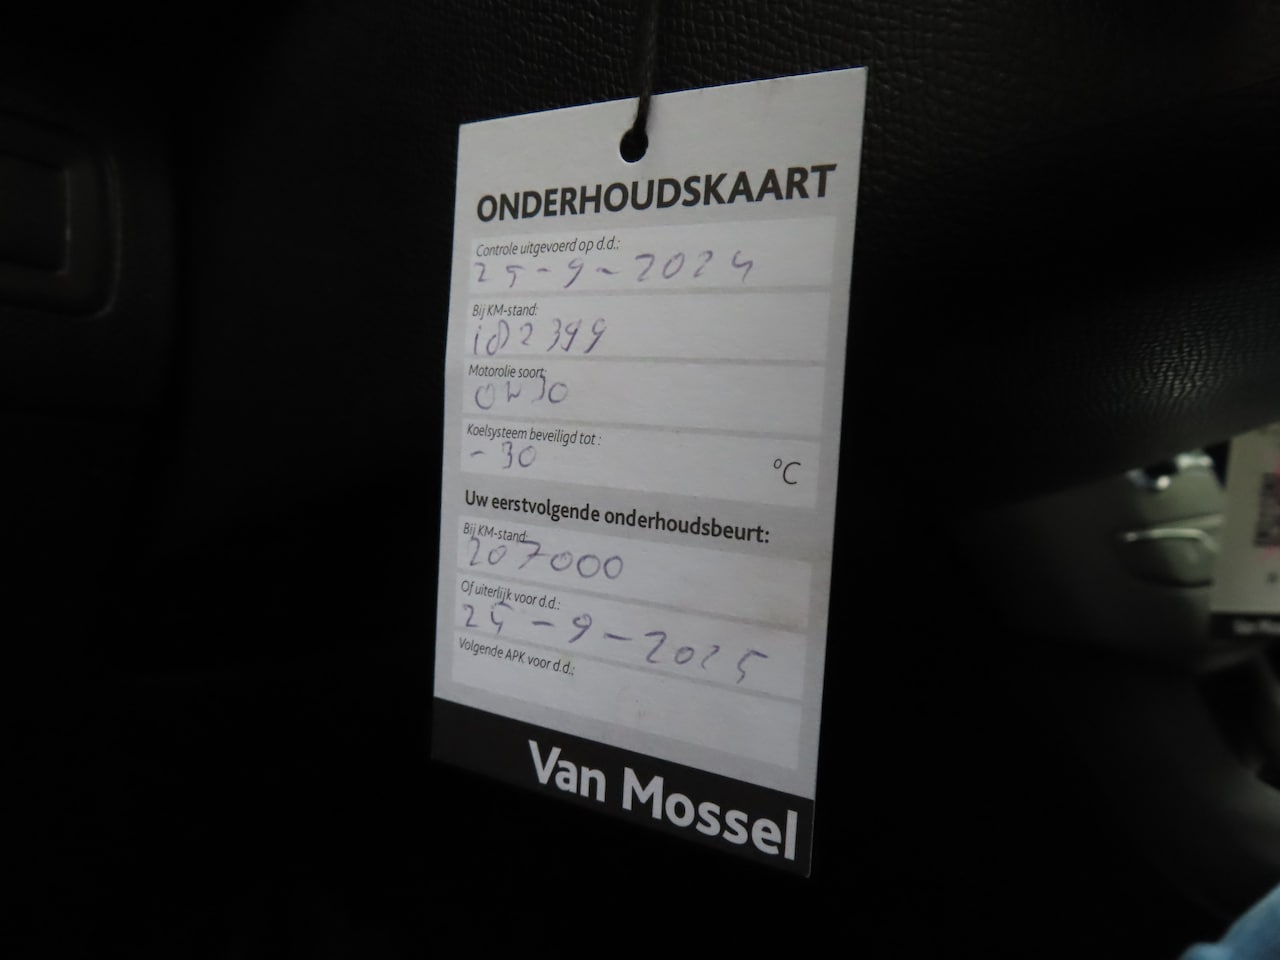 ONDERHOUDSKAART
Controle uitgevoerd op d.d.:
25-9-2024
Bij KM-stand:
182399
Motorolie soort:
0W30
Koelsysteem beveiligd tot :
-30 °C
Uw eerstvolgende onderhoudsbeurt:
Bij KM-stand:
207000
Of uiterlijk voor d.d.:
25-9-2025
Volgende APK voor d.d.:
Van Mossel